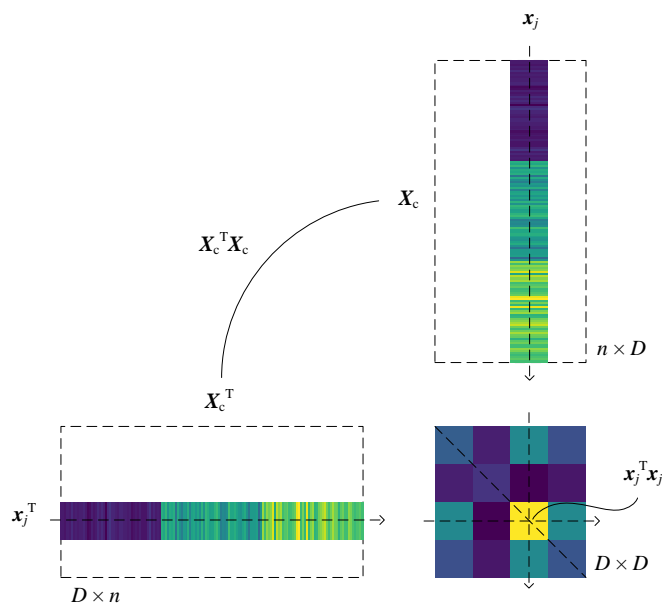 x_j
X_c
X_c^T X_c
n × D
X_c^T
x_j^T x_j
x_j^T
D × D
D × n